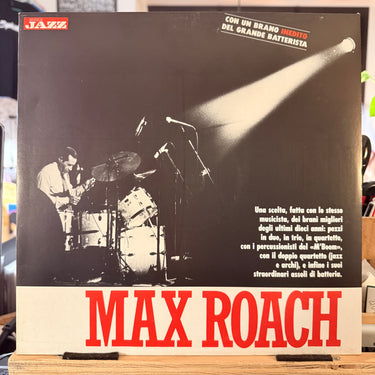 JAZZ
CON UN BRANO INEDITO
DEL GRANDE BATTERISTA
Una scelta, fatta con lo stesso
musicista, dei brani migliori
degli ultimi dieci anni: pezzi
in duo, in trio, in quartetto,
con i percussionisti del «M'Boom»,
con il doppio quartetto (jazz
e archi), e infine i suoi
straordinari assoli di batteria.
MAX ROACH